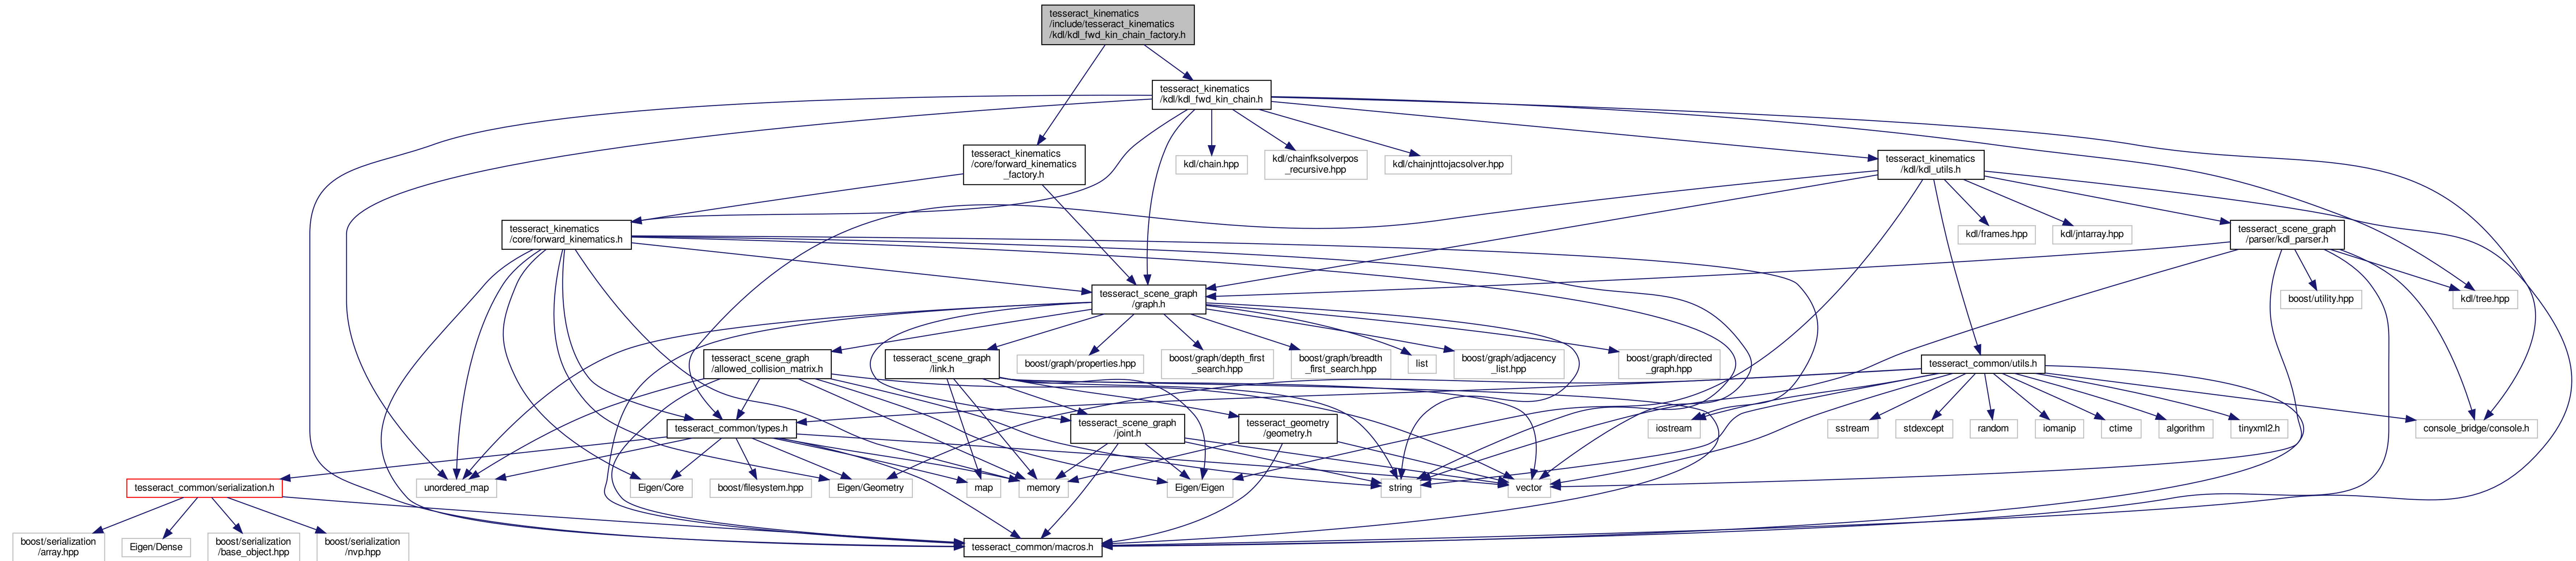 tesseract_kinematics
/include/tesseract_kinematics
/kdl/kdl_fwd_kin_chain_factory.h
tesseract_kinematics
/kdl/kdl_fwd_kin_chain.h
tesseract_kinematics
/core/forward_kinematics
_factory.h
kdl/chain.hpp
kdl/chainfksolverpos
_recursive.hpp
kdl/chainjnttojacsolver.hpp
tesseract_kinematics
/kdl/kdl_utils.h
tesseract_kinematics
/core/forward_kinematics.h
kdl/frames.hpp
kdl/jntarray.hpp
tesseract_scene_graph
/parser/kdl_parser.h
tesseract_scene_graph
/graph.h
boost/utility.hpp
kdl/tree.hpp
tesseract_scene_graph
/allowed_collision_matrix.h
tesseract_scene_graph
/link.h
boost/graph/properties.hpp
boost/graph/depth_first
_search.hpp
boost/graph/breadth
_first_search.hpp
list
boost/graph/adjacency
_list.hpp
boost/graph/directed
_graph.hpp
tesseract_common/utils.h
tesseract_common/types.h
tesseract_scene_graph
/joint.h
tesseract_geometry
/geometry.h
iostream
sstream
stdexcept
random
iomanip
ctime
algorithm
tinyxml2.h
console_bridge/console.h
tesseract_common/serialization.h
unordered_map
Eigen/Core
boost/filesystem.hpp
Eigen/Geometry
map
memory
Eigen/Eigen
string
vector
boost/serialization
/array.hpp
Eigen/Dense
boost/serialization
/base_object.hpp
boost/serialization
/nvp.hpp
tesseract_common/macros.h